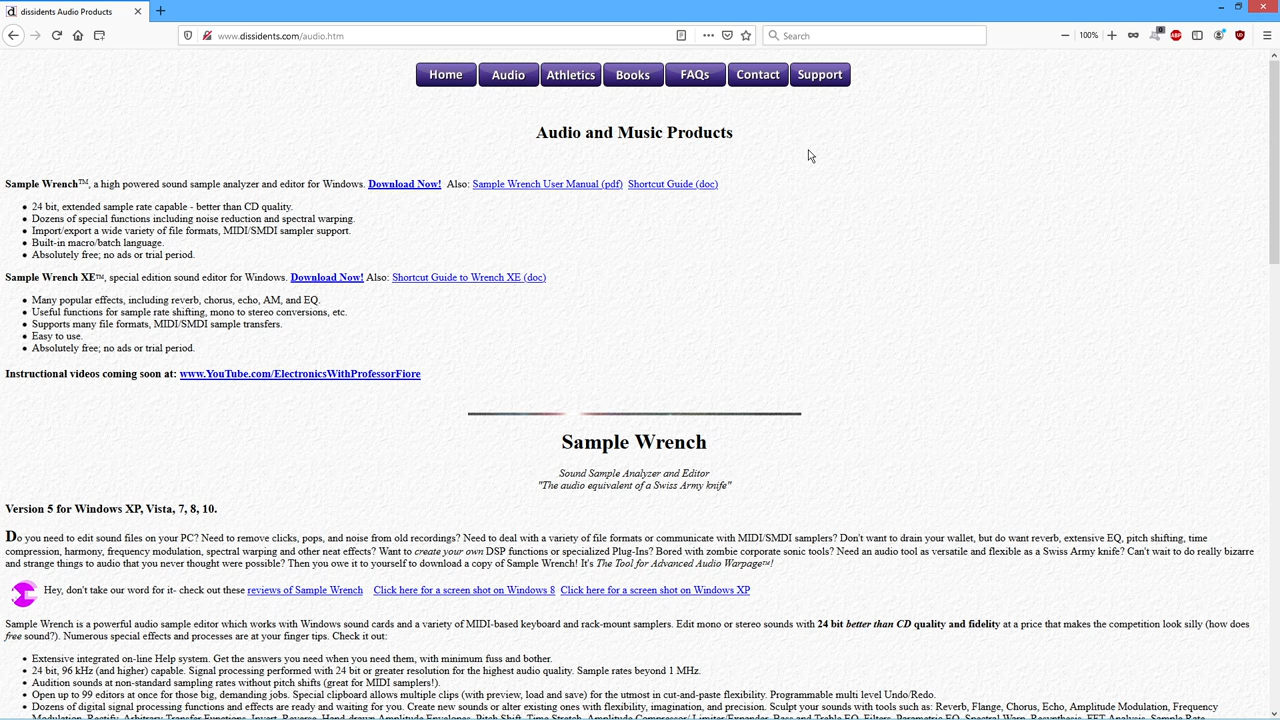 dissidents Audio Products
www.dissidents.com/audio.htm
100%
Search
Home Audio Athletics Books FAQs Contact Support
Audio and Music Products
Sample Wrench™, a high powered sound sample analyzer and editor for Windows. Download Now! Also: Sample Wrench User Manual (pdf) Shortcut Guide (doc)
24 bit, extended sample rate capable - better than CD quality.
Dozens of special functions including noise reduction and spectral warping.
Import/export a wide variety of file formats, MIDI/SMDI sampler support.
Built-in macro/batch language.
Absolutely free; no ads or trial period.
Sample Wrench XE™, special edition sound editor for Windows. Download Now! Also: Shortcut Guide to Wrench XE (doc)
Many popular effects, including reverb, chorus, echo, AM, and EQ.
Useful functions for sample rate shifting, mono to stereo conversions, etc.
Supports many file formats, MIDI/SMDI sample transfers.
Easy to use.
Absolutely free; no ads or trial period.
Instructional videos coming soon at: www.YouTube.com/ElectronicsWithProfessorFiore
Sample Wrench
Sound Sample Analyzer and Editor
"The audio equivalent of a Swiss Army knife"
Version 5 for Windows XP, Vista, 7, 8, 10.
Do you need to edit sound files on your PC? Need to remove clicks, pops, and noise from old recordings? Need to deal with a variety of file formats or communicate with MIDI/SMDI samplers? Don't want to drain your wallet, but do want reverb, extensive EQ, pitch shifting, time
compression, harmony, frequency modulation, spectral warping and other neat effects? Want to create your own DSP functions or specialized Plug-Ins? Bored with zombie corporate sonic tools? Need an audio tool as versatile and flexible as a Swiss Army knife? Can't wait to do really bizarre
and strange things to audio that you never thought were possible? Then you owe it to yourself to download a copy of Sample Wrench! It's The Tool for Advanced Audio Warpage™!
Hey, don't take our word for it- check out these reviews of Sample Wrench Click here for a screen shot on Windows 8 Click here for a screen shot on Windows XP
Sample Wrench is a powerful audio sample editor which works with Windows sound cards and a variety of MIDI-based keyboard and rack-mount samplers. Edit mono or stereo sounds with 24 bit better than CD quality and fidelity at a price that makes the competition look silly (how does
free sound?). Numerous special effects and processes are at your finger tips. Check it out:
Extensive integrated on-line Help system. Get the answers you need when you need them, with minimum fuss and bother.
24 bit, 96 kHz (and higher) capable. Signal processing performed with 24 bit or greater resolution for the highest audio quality. Sample rates beyond 1 MHz.
Audition sounds at non-standard sampling rates without pitch shifts (great for MIDI samplers!).
Open up to 99 editors at once for those big, demanding jobs. Special clipboard allows multiple clips (with preview, load and save) for the utmost in cut-and-paste flexibility. Programmable multi level Undo/Redo.
Dozens of digital signal processing functions and effects are ready and waiting for you. Create new sounds or alter existing ones with flexibility, imagination, and precision. Sculpt your sounds with tools such as: Reverb, Flange, Chorus, Echo, Amplitude Modulation, Frequency